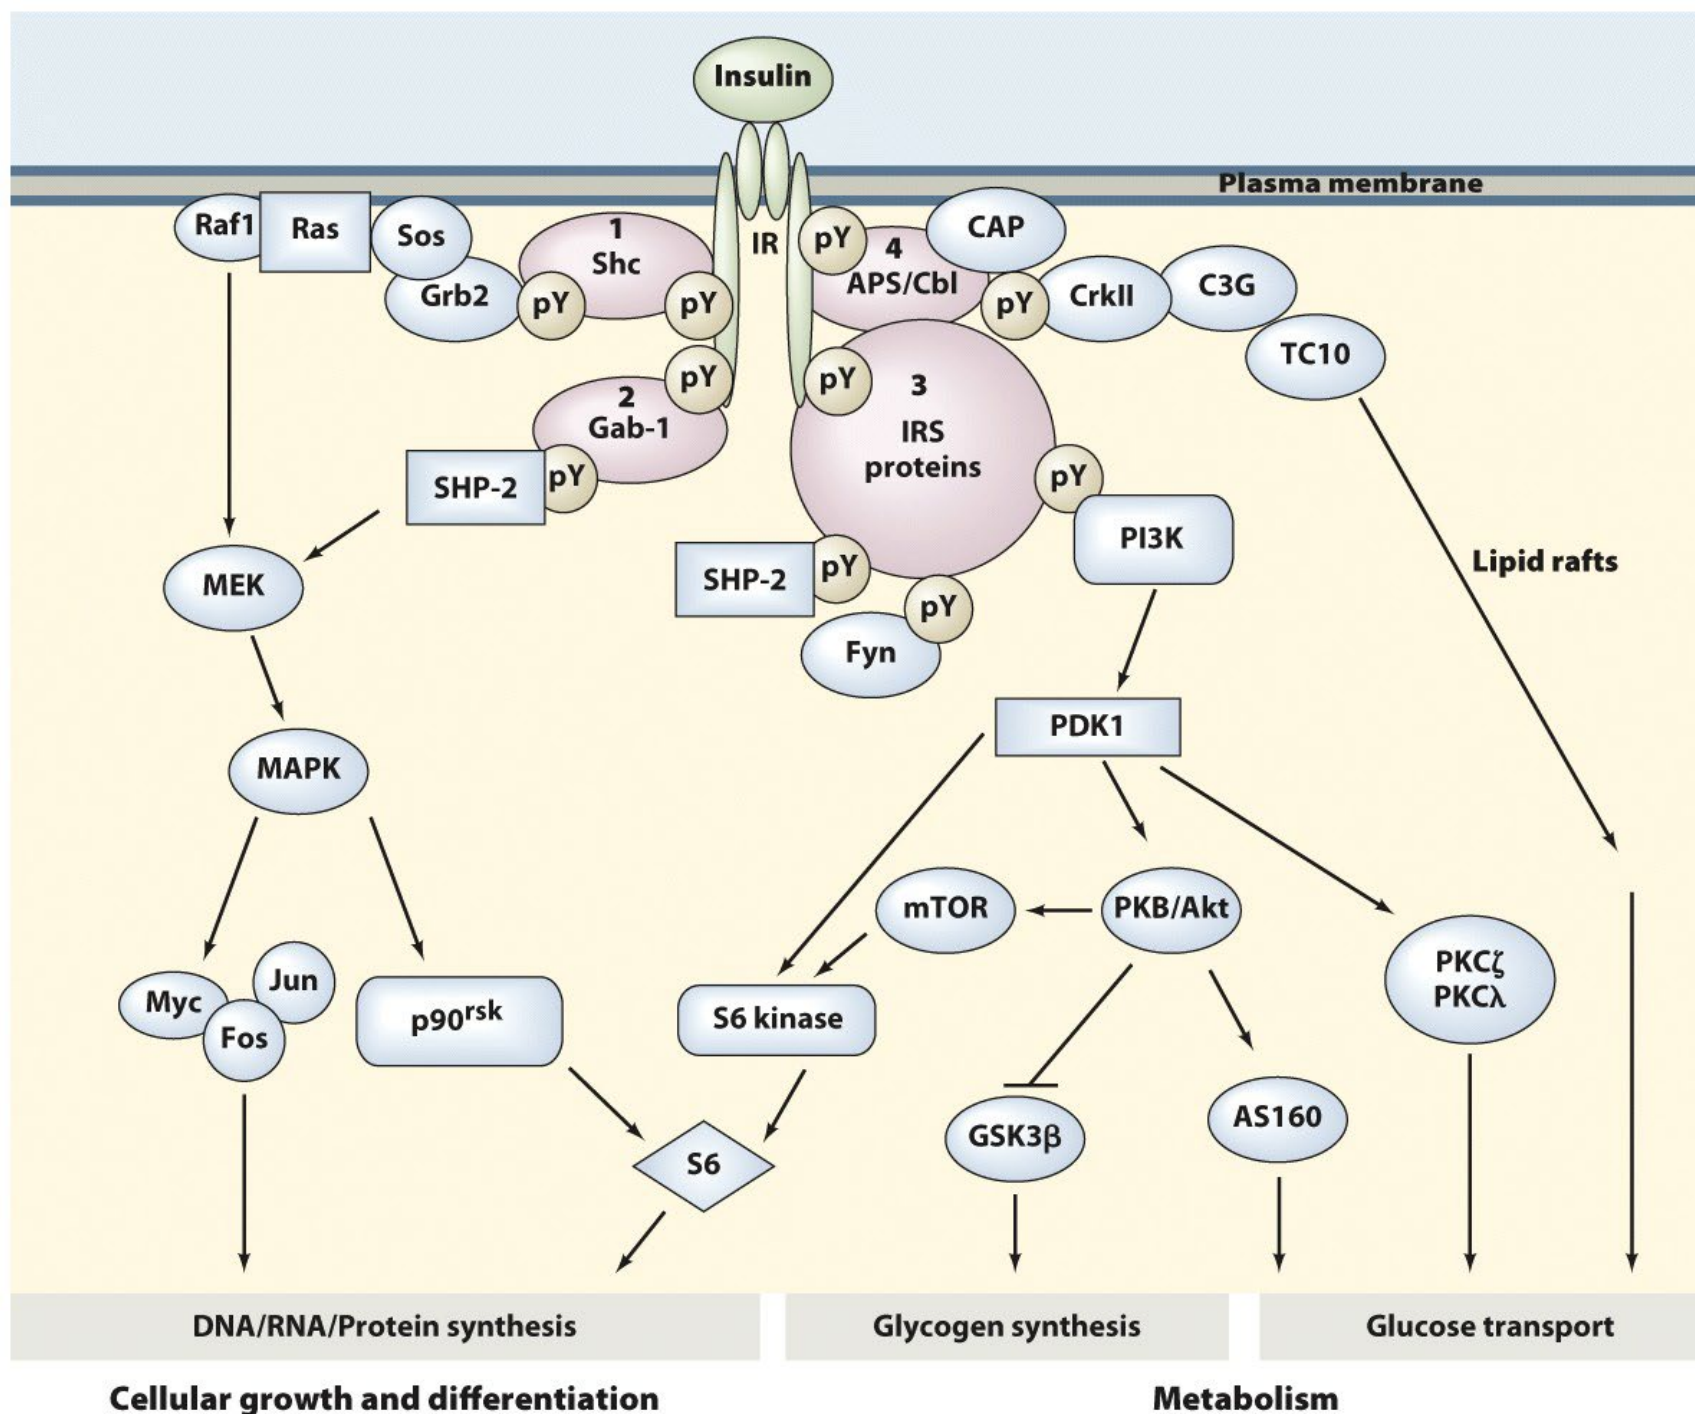 Insulin
Plasma membrane
Raf1
Ras
Sos
Grb2
pY
1
Shc
pY
IR
pY
4
APS/Cbl
CAP
pY
CrkII
C3G
TC10
pY
2
Gab-1
pY
SHP-2
pY
3
IRS
proteins
pY
PI3K
SHP-2
pY
pY
Fyn
Lipid rafts
MEK
PDK1
MAPK
mTOR
PKB/Akt
PKCζ
PKCλ
Myc
Jun
Fos
p90rsk
S6 kinase
S6
GSK3β
AS160
DNA/RNA/Protein synthesis
Glycogen synthesis
Glucose transport
Cellular growth and differentiation
Metabolism